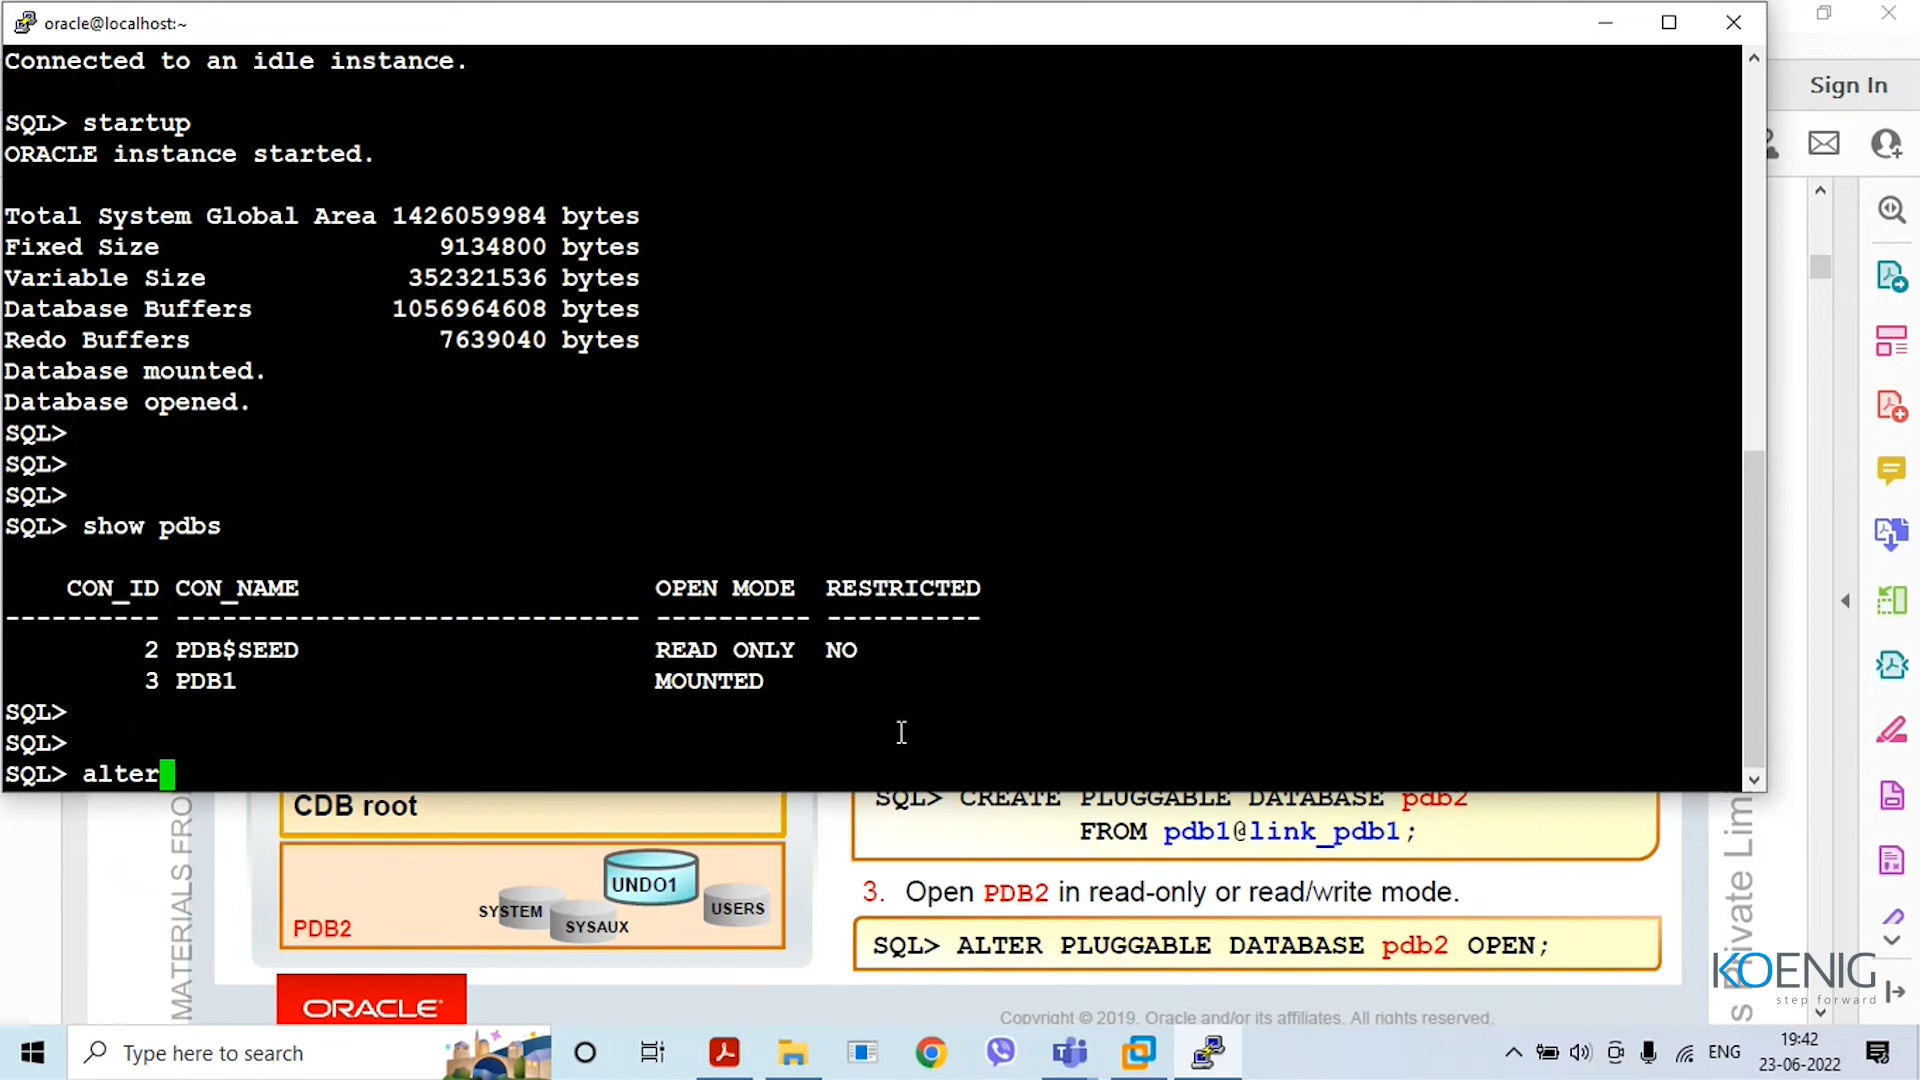 oracle@localhost:~
Connected to an idle instance.
SQL> startup
ORACLE instance started.
Total System Global Area 1426059984 bytes
Fixed Size 9134800 bytes
Variable Size 352321536 bytes
Database Buffers 1056964608 bytes
Redo Buffers 7639040 bytes
Database mounted.
Database opened.
SQL>
SQL>
SQL>
SQL> show pdbs
CON_ID CON_NAME OPEN MODE RESTRICTED
---------- ------------------------------ ---------- ----------
2 PDB$SEED READ ONLY NO
3 PDB1 MOUNTED
SQL>
SQL>
SQL> alter
Sign In
CDB root
UNDO1
SYSTEM
SYSAUX
USERS
PDB2
SQL> CREATE PLUGGABLE DATABASE pdb2
FROM pdb1@link_pdb1;
3. Open PDB2 in read-only or read/write mode.
SQL> ALTER PLUGGABLE DATABASE pdb2 OPEN;
MATERIALS FRO
s Private Lim
ORACLE
Copyright © 2019, Oracle and/or its affiliates. All rights reserved.
KOENIG
step forward
Type here to search
ENG
19:42
23-06-2022